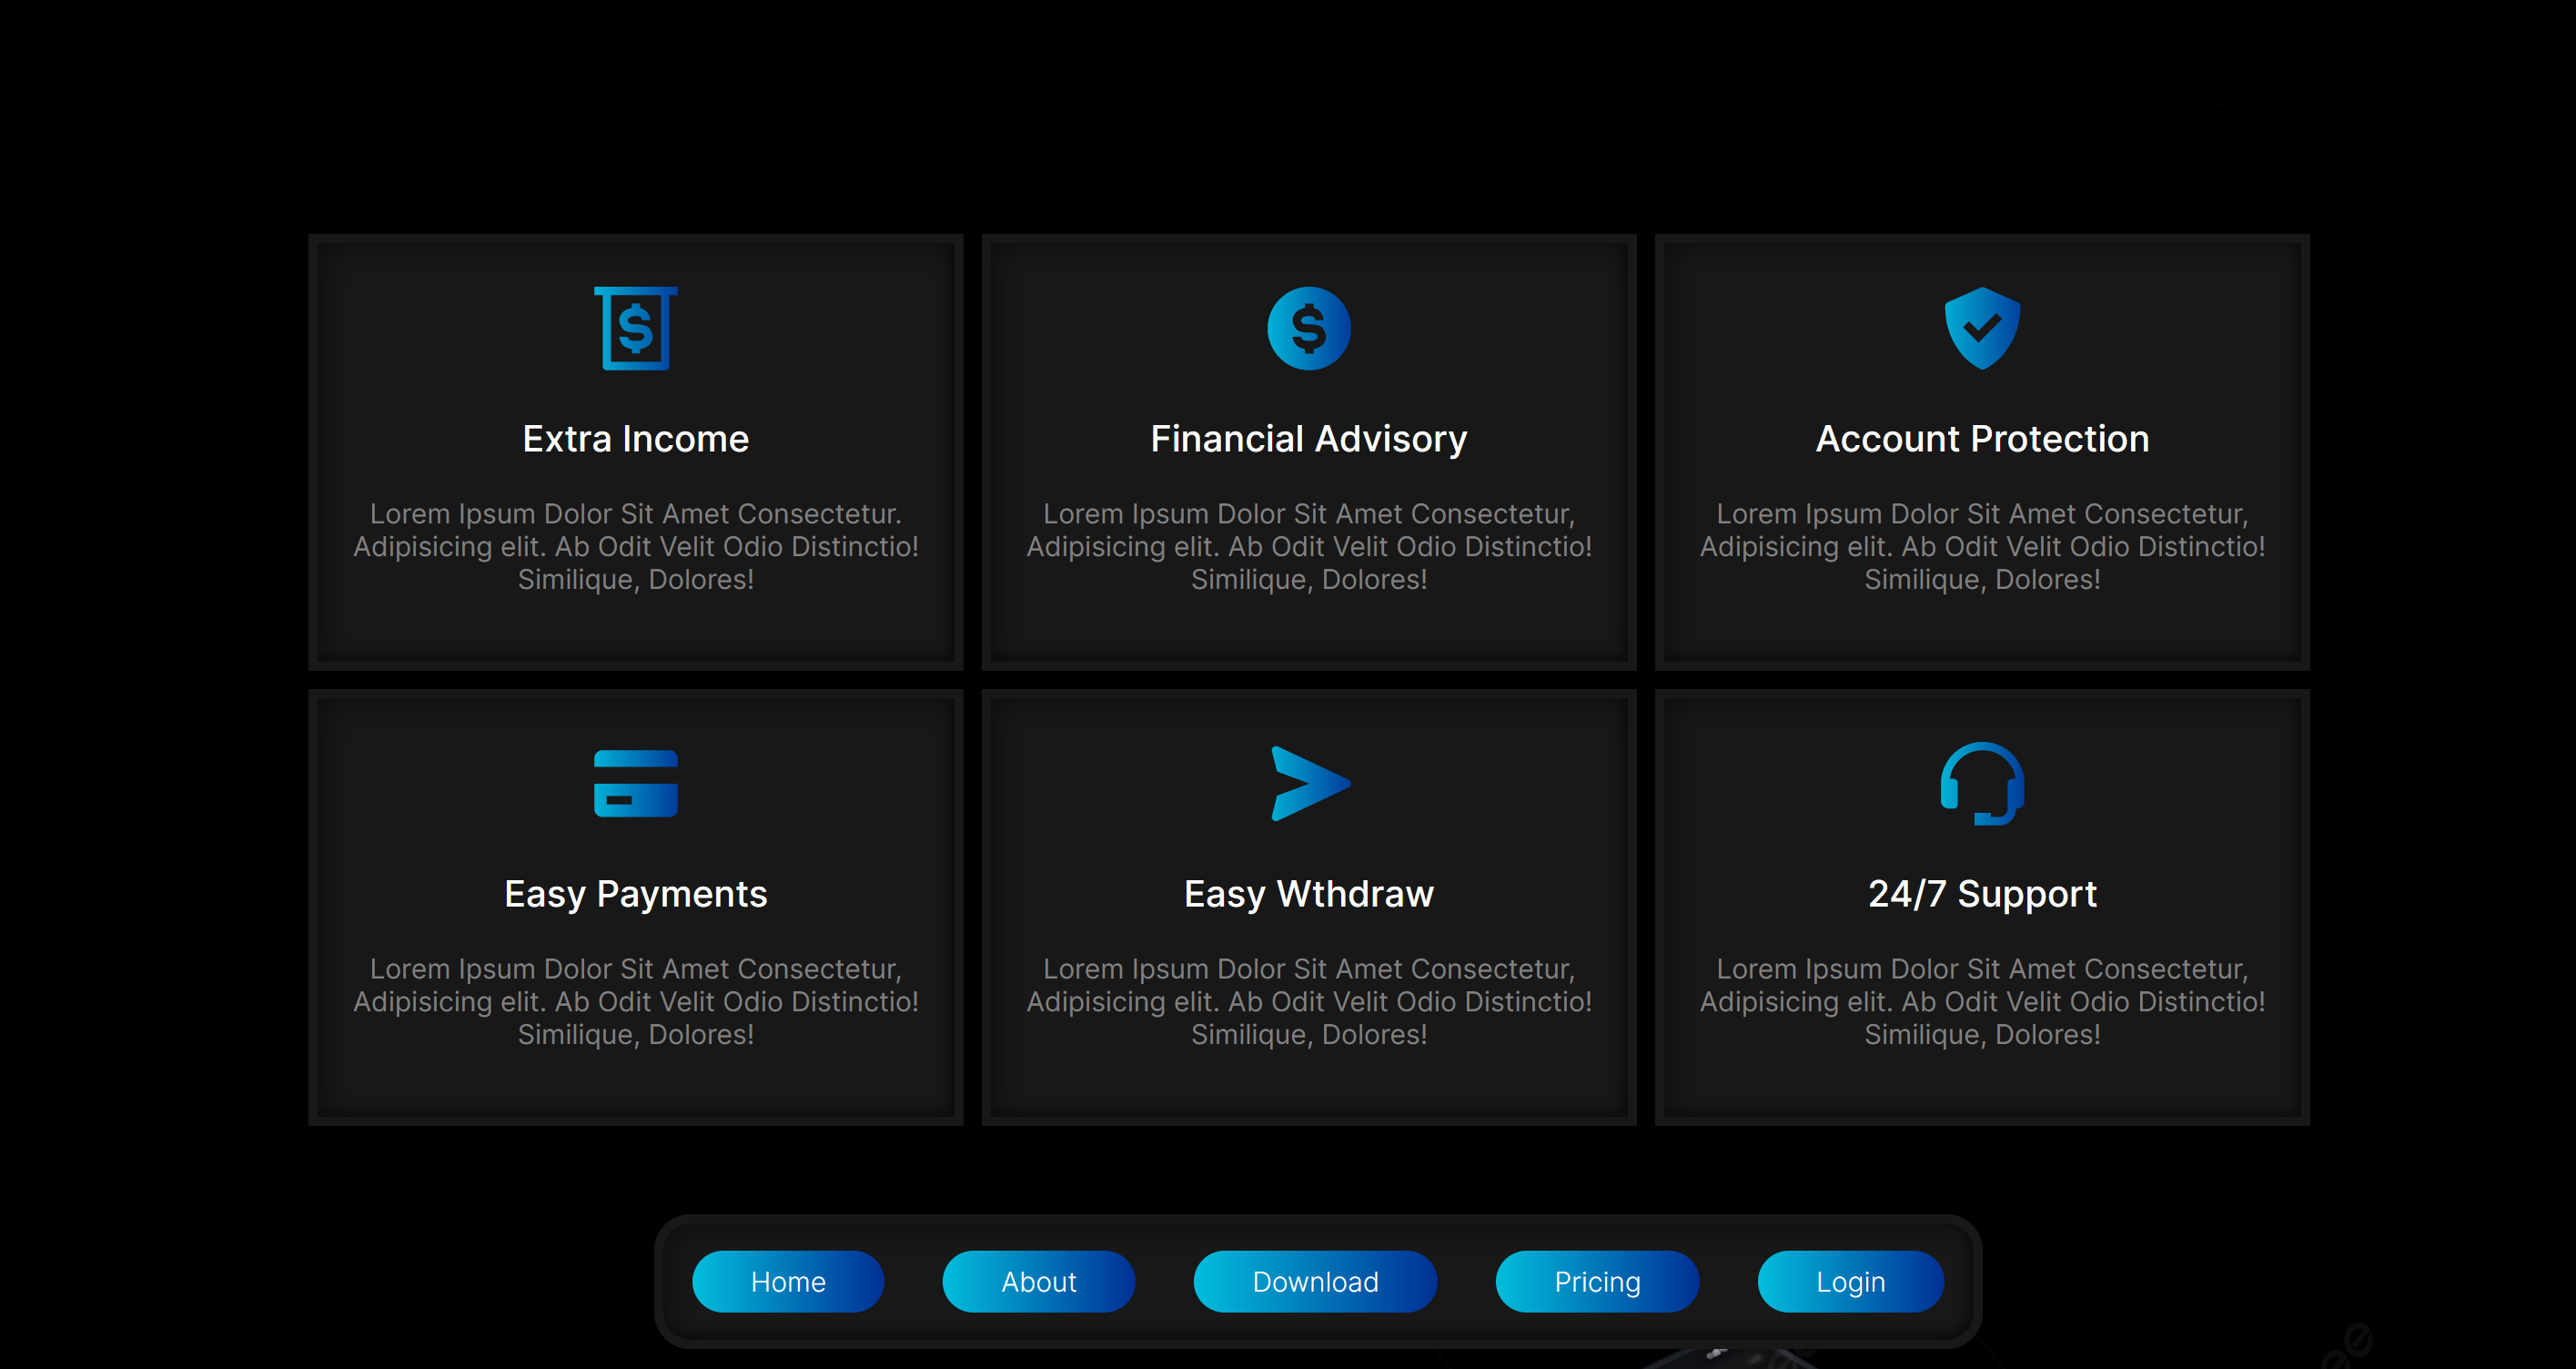 Extra Income
Lorem Ipsum Dolor Sit Amet Consectetur.
Adipisicing elit. Ab Odit Velit Odio Distinctio!
Similique, Dolores!
Financial Advisory
Lorem Ipsum Dolor Sit Amet Consectetur,
Adipisicing elit. Ab Odit Velit Odio Distinctio!
Similique, Dolores!
Account Protection
Lorem Ipsum Dolor Sit Amet Consectetur,
Adipisicing elit. Ab Odit Velit Odio Distinctio!
Similique, Dolores!
Easy Payments
Lorem Ipsum Dolor Sit Amet Consectetur,
Adipisicing elit. Ab Odit Velit Odio Distinctio!
Similique, Dolores!
Easy Wthdraw
Lorem Ipsum Dolor Sit Amet Consectetur,
Adipisicing elit. Ab Odit Velit Odio Distinctio!
Similique, Dolores!
24/7 Support
Lorem Ipsum Dolor Sit Amet Consectetur,
Adipisicing elit. Ab Odit Velit Odio Distinctio!
Similique, Dolores!
Home
About
Download
Pricing
Login